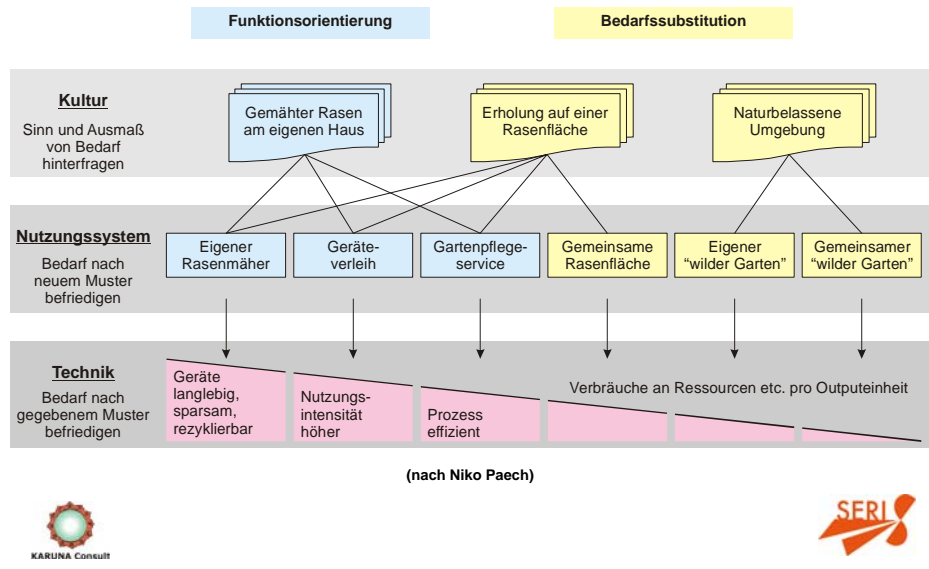 Funktionsorientierung
Bedarfssubstitution
Kultur
Sinn und Ausmaß
von Bedarf
hinterfragen
Gemähter Rasen
am eigenen Haus
Erholung auf einer
Rasenfläche
Naturbelassene
Umgebung
Nutzungssystem
Bedarf nach
neuem Muster
befriedigen
Eigener
Rasenmäher
Geräte-
verleih
Gartenpflege-
service
Gemeinsame
Rasenfläche
Eigener
“wilder Garten”
Gemeinsamer
“wilder Garten”
Technik
Bedarf nach
gegebenem Muster
befriedigen
Geräte
langlebig,
sparsam,
rezyklierbar
Nutzungs-
intensität
höher
Prozess
effizient
Verbräuche an Ressourcen etc. pro Outputeinheit
(nach Niko Paech)
KARUNA Consult
SERI